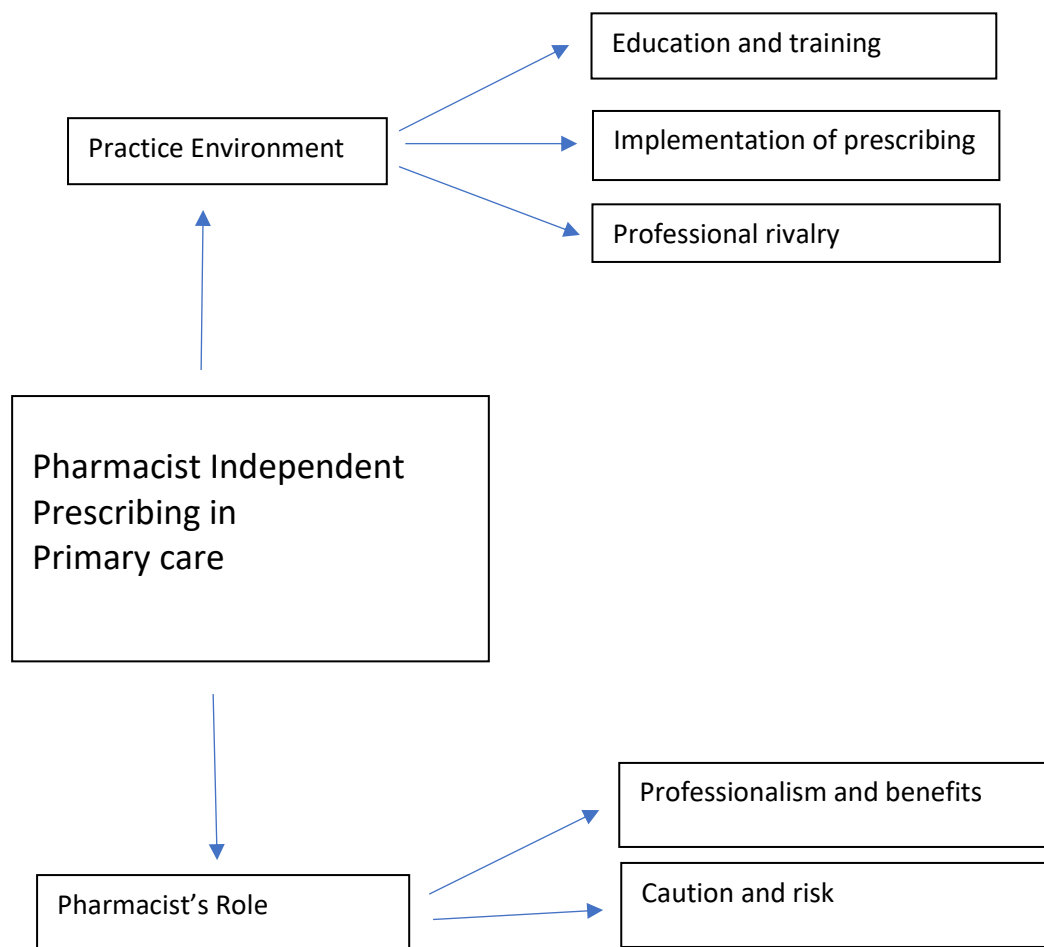 Education and training
Practice Environment
Implementation of prescribing
Professional rivalry
Pharmacist Independent
Prescribing in
Primary care
Professionalism and benefits
Pharmacist’s Role
Caution and risk